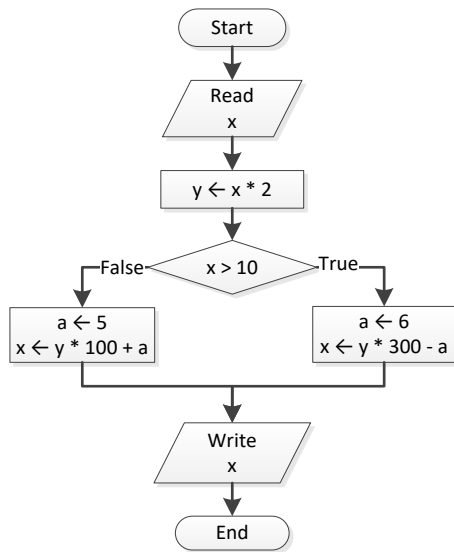 Start
Read
x
y ← x * 2
x > 10
False
True
a ← 5
x ← y * 100 + a
a ← 6
x ← y * 300 - a
Write
x
End